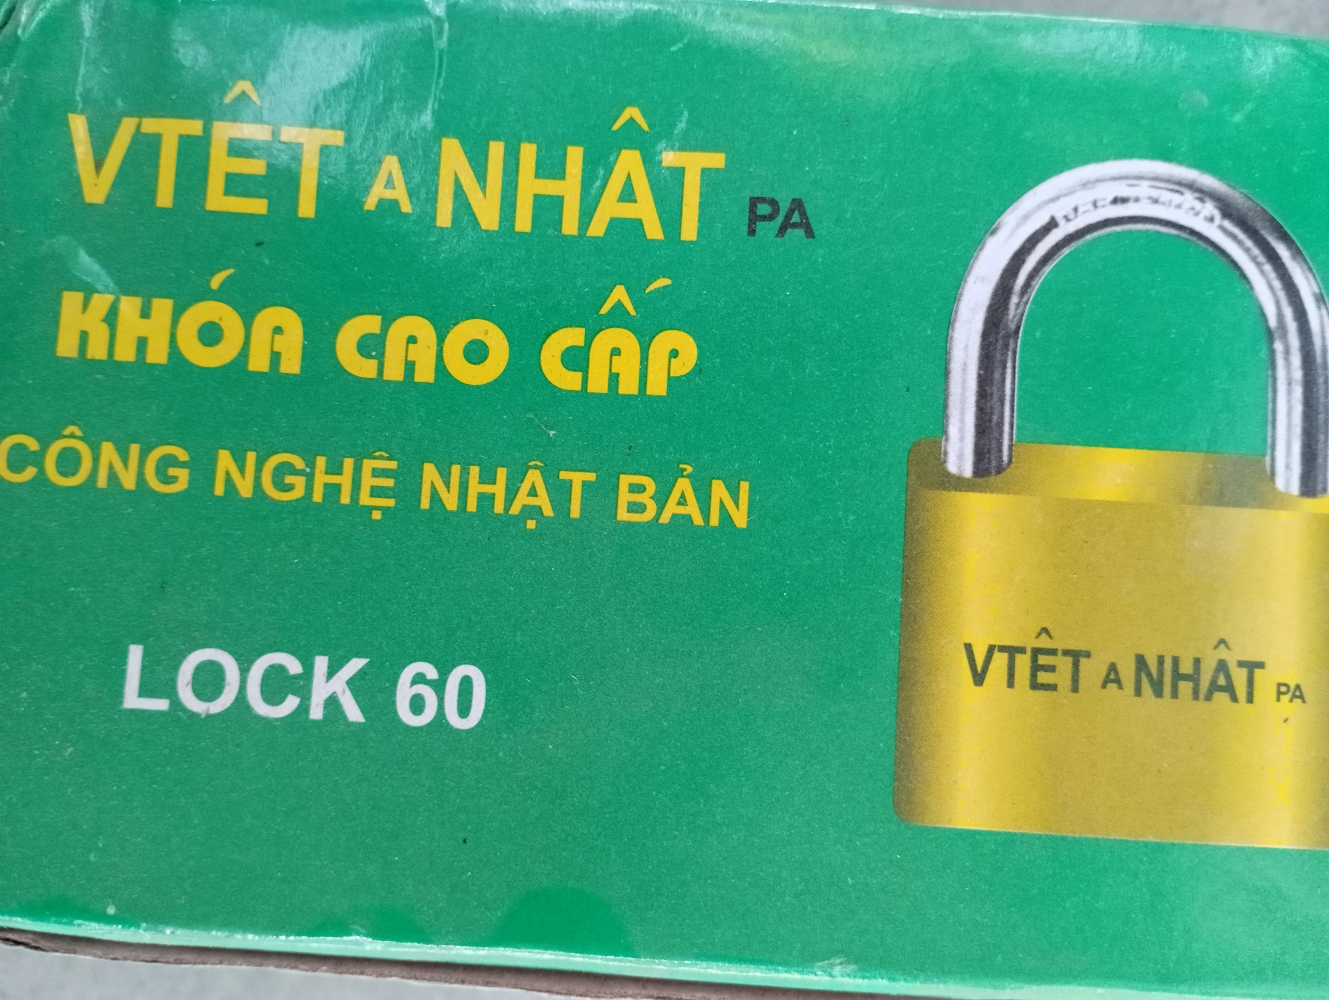 VTÊT A NHÂT PA
KHÓA CAO CẤP
CÔNG NGHỆ NHẬT BẢN
LOCK 60
VTÊT A NHÂT PA